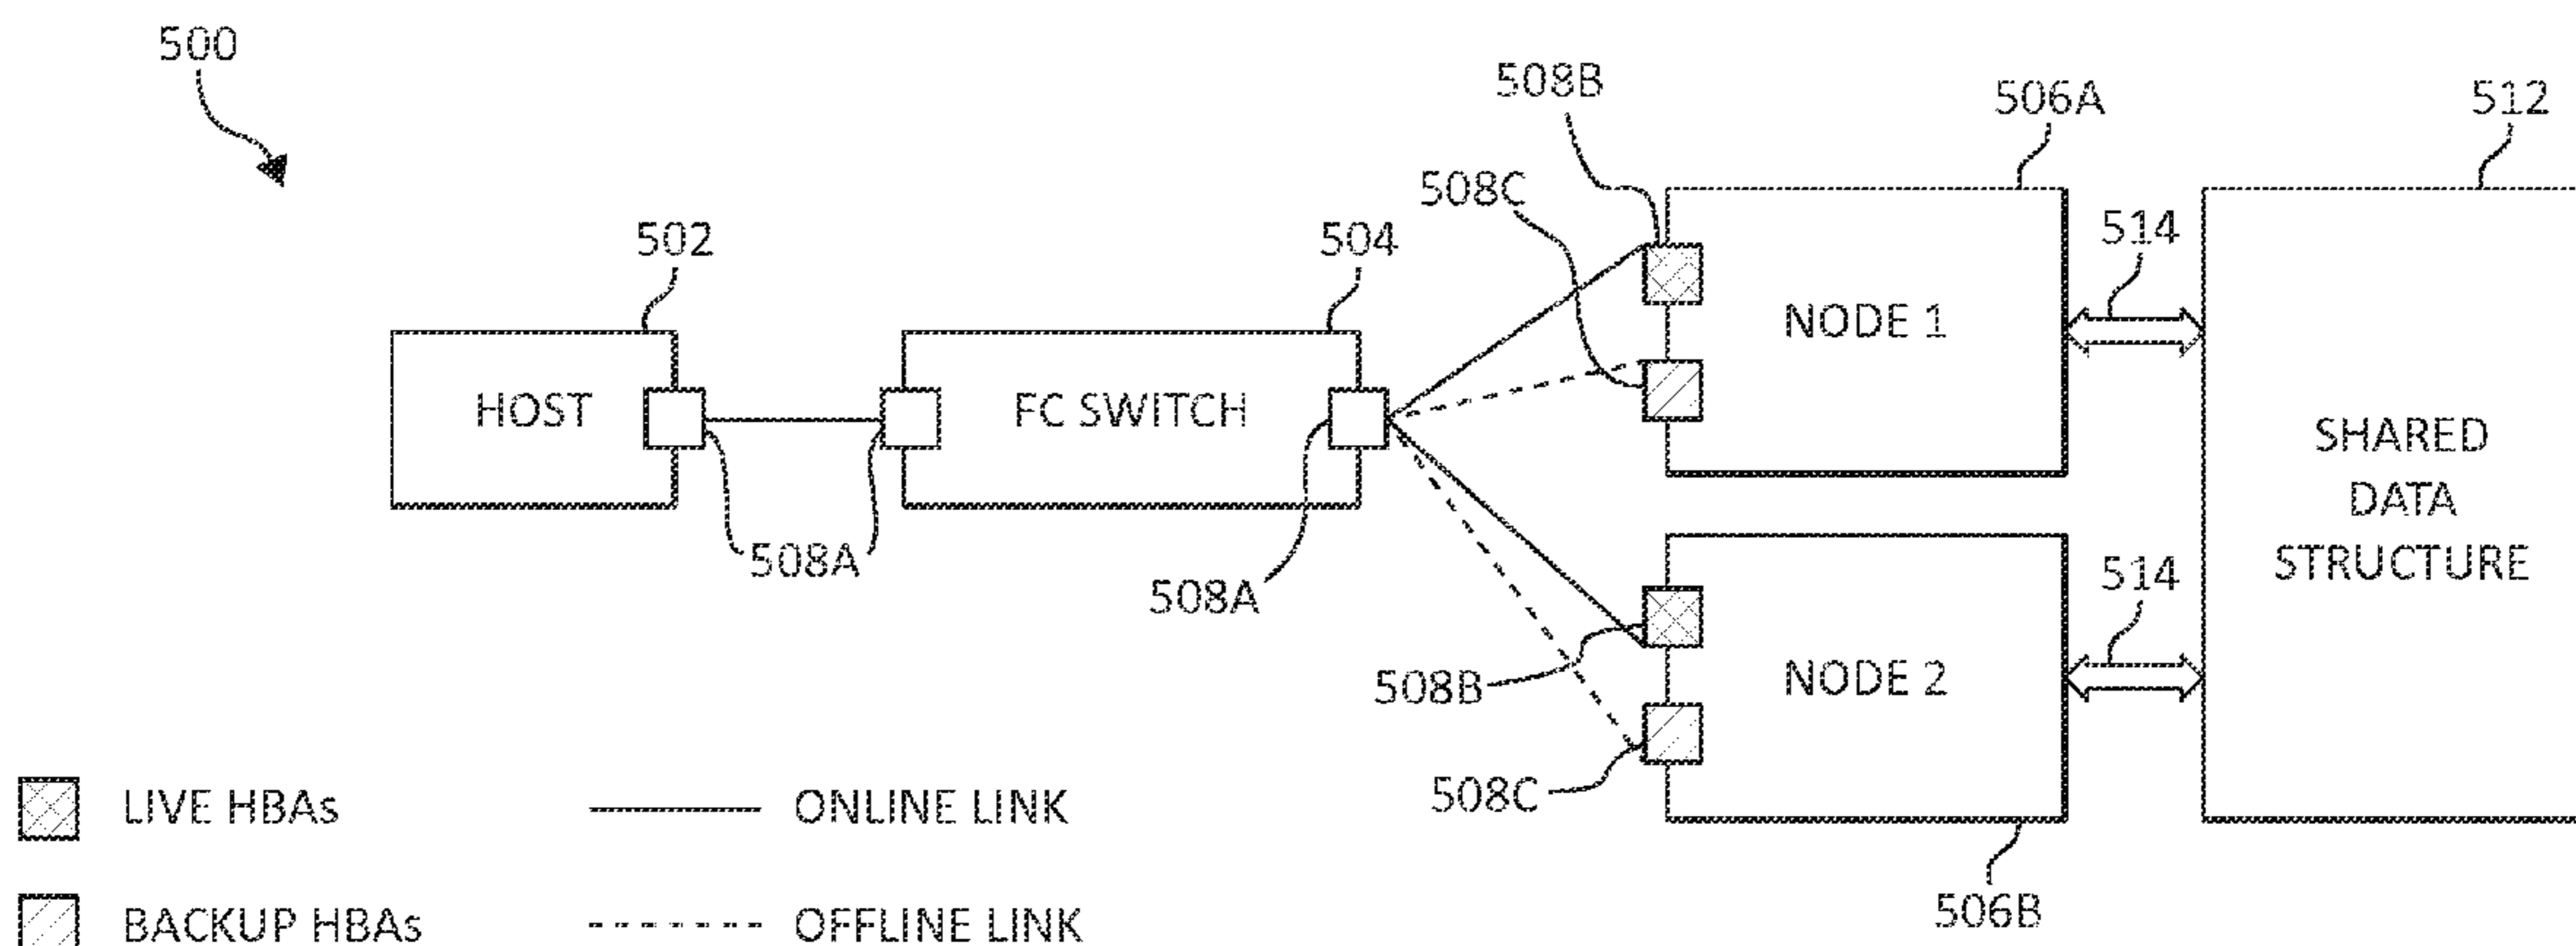 500
508B
506A
512
508C
514
502
504
NODE 1
HOST
FC SWITCH
SHARED
DATA
STRUCTURE
508A
508A
514
508B
NODE 2
508C
LIVE HBAs
ONLINE LINK
BACKUP HBAs
OFFLINE LINK
506B